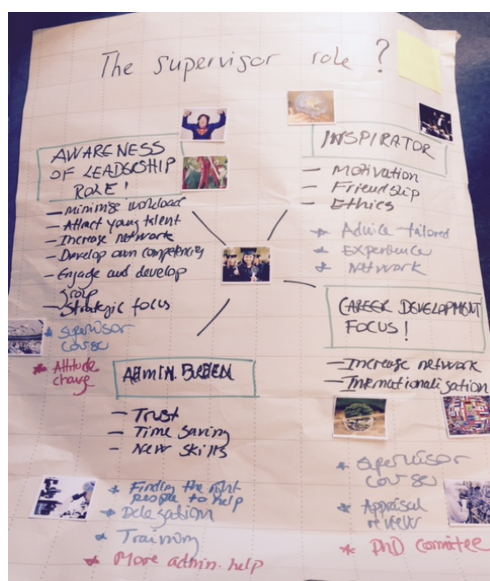 The supervisor role ?
AWARENESS
OF LEADERSHIP
ROLE !
— Minimise workload
— Attract young talent
— Increase network
— Develop own competencies
— Engage and develop
group
— Strategic focus
* Supervisor
course
* Attitude
change
INSPIRATOR
— Motivation
— Friendship
— Ethics
* Advice - tailored
* Experience
* Network
CAREER DEVELOPMENT
FOCUS !
— Increase network
— Internationalisation
* Supervisor
course
* Appraisal
review
* PhD Committee
ADMIN.
— Trust
— Time saving
— New skills
* Finding the right
people to help
* Delegation
* Training
* More admin. help